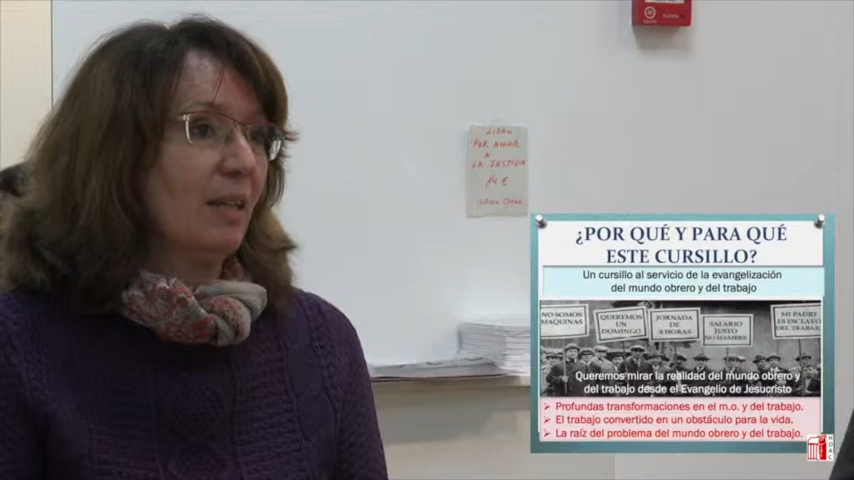 LIBRO
POR AMOR
A
LA JUSTICIA
14 €
¿POR QUÉ Y PARA QUÉ
ESTE CURSILLO?
Un cursillo al servicio de la evangelización
del mundo obrero y del trabajo
NO SOMOS
MAQUINAS
QUEREMOS
UN
DOMINGO
JORNADA
DE
8 HORAS
SALARIO
JUSTO
NO HAMBRE
MI PADRE
ES ESCLAVO
DEL TRABAJO
Queremos mirar la realidad del mundo obrero y
del trabajo desde el Evangelio de Jesucristo
➢ Profundas transformaciones en el m.o. y del trabajo.
➢ El trabajo convertido en un obstáculo para la vida.
➢ La raíz del problema del mundo obrero y del trabajo.
HOAC